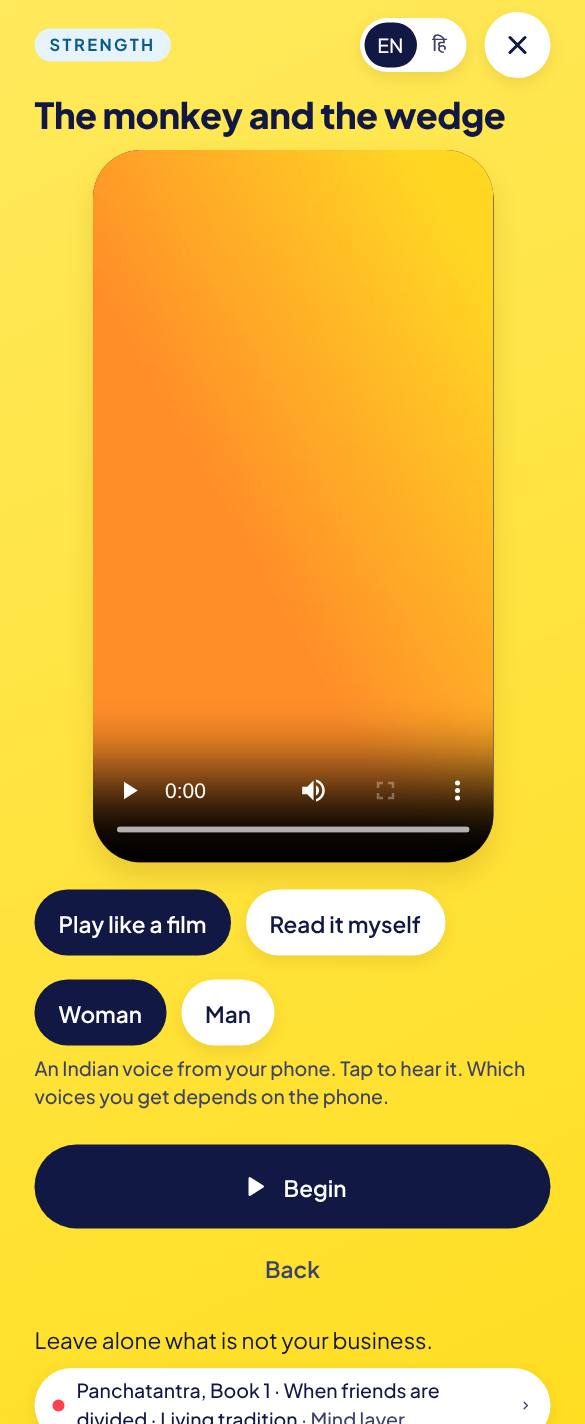 STRENGTH
EN
हि
The monkey and the wedge
0:00
Play like a film
Read it myself
Woman
Man
An Indian voice from your phone. Tap to hear it. Which
voices you get depends on the phone.
Begin
Back
Leave alone what is not your business.
Panchatantra, Book 1 · When friends are
divided · Living tradition · Mind layer